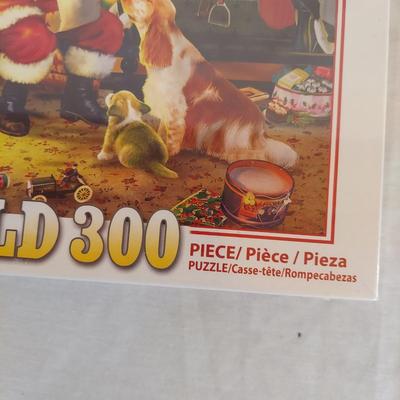 LD 300
PIECE/ Pièce / Pieza
PUZZLE/Casse-tête/Rompecabezas